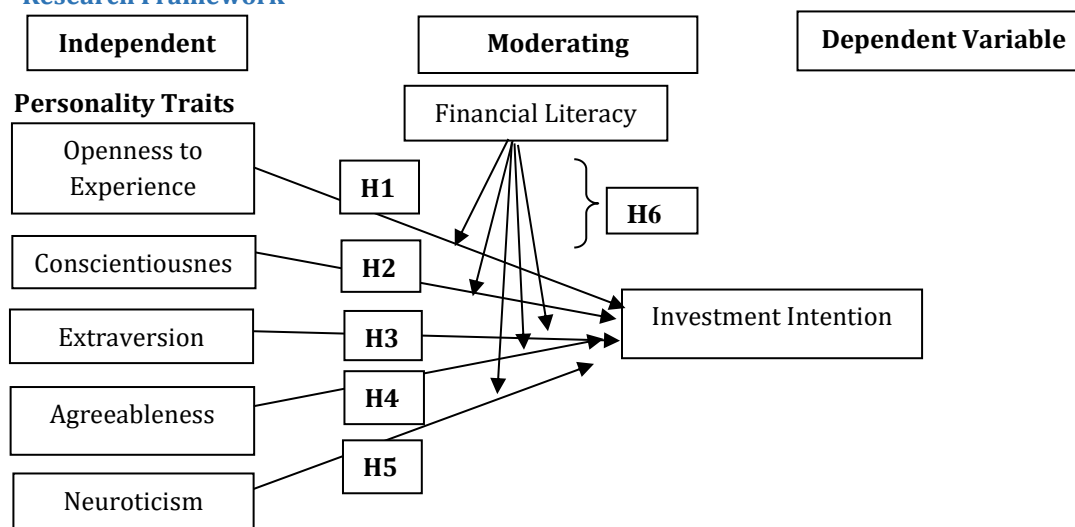 Research Framework
Independent
Moderating
Dependent Variable
Personality Traits
Financial Literacy
Openness to
Experience
H1
H6
Conscientiousnes
H2
Extraversion
H3
Investment Intention
Agreeableness
H4
H5
Neuroticism